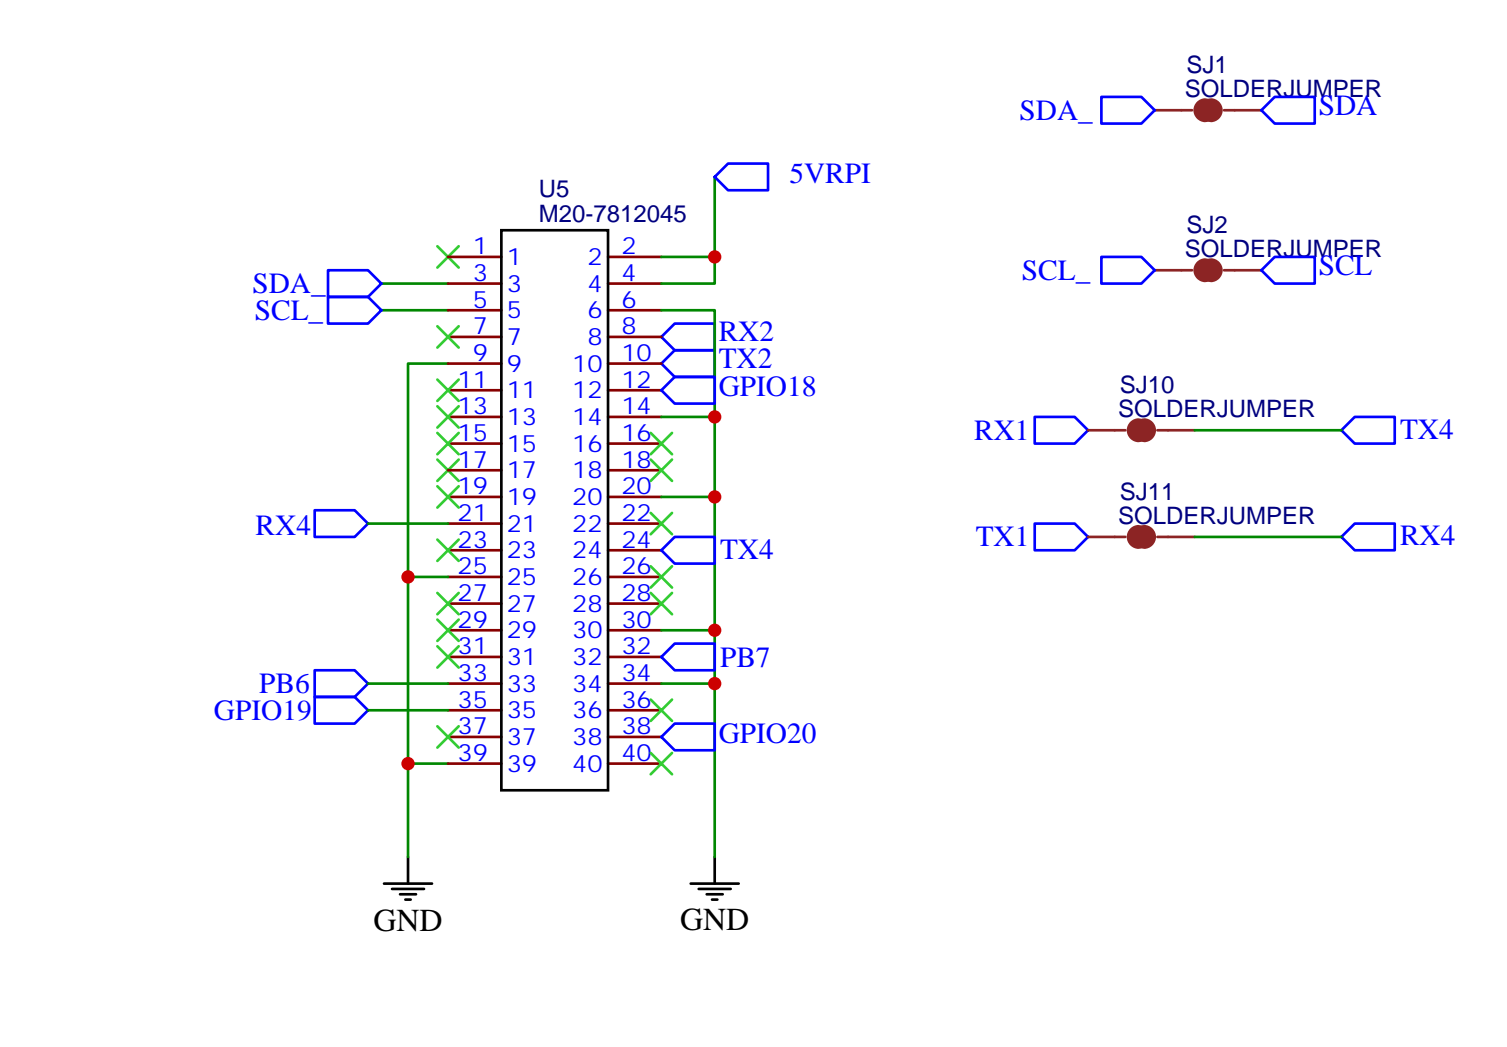 SJ1
SOLDERJUMPER
SDA_ SDA
5VRPI
U5
M20-7812045
SJ2
SOLDERJUMPER
SCL_ SCL
1 1 2 2
SDA_ 3 3 4 4
SCL_ 5 5 6 6
7 7 8 8 RX2
9 9 10 10 TX2
11 11 12 12 GPIO18
13 13 14 14
15 15 16 16
17 17 18 18
19 19 20 20
RX4 21 21 22 22
23 23 24 24 TX4
25 25 26 26
27 27 28 28
29 29 30 30
31 31 32 32 PB7
PB6 33 33 34 34
GPIO19 35 35 36 36
37 37 38 38 GPIO20
39 39 40 40
GND GND
SJ10
SOLDERJUMPER
RX1 TX4
SJ11
SOLDERJUMPER
TX1 RX4